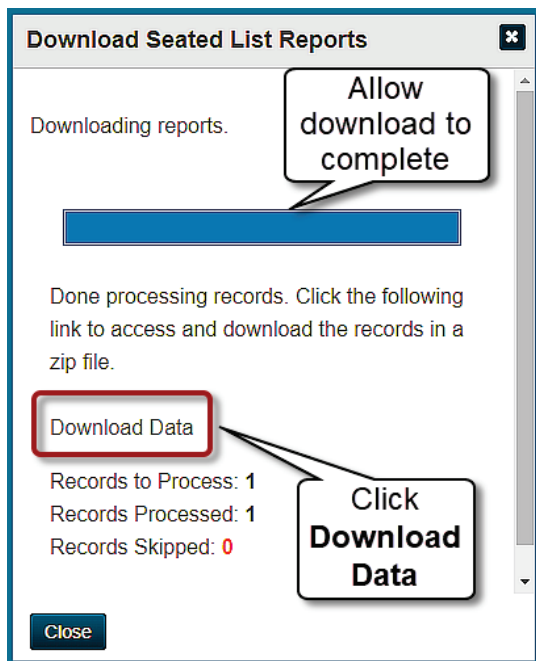 Download Seated List Reports
Allow
download to
complete
Downloading reports.
Done processing records. Click the following
link to access and download the records in a
zip file.
Download Data
Records to Process: 1
Records Processed: 1
Records Skipped: 0
Click
Download
Data
Close